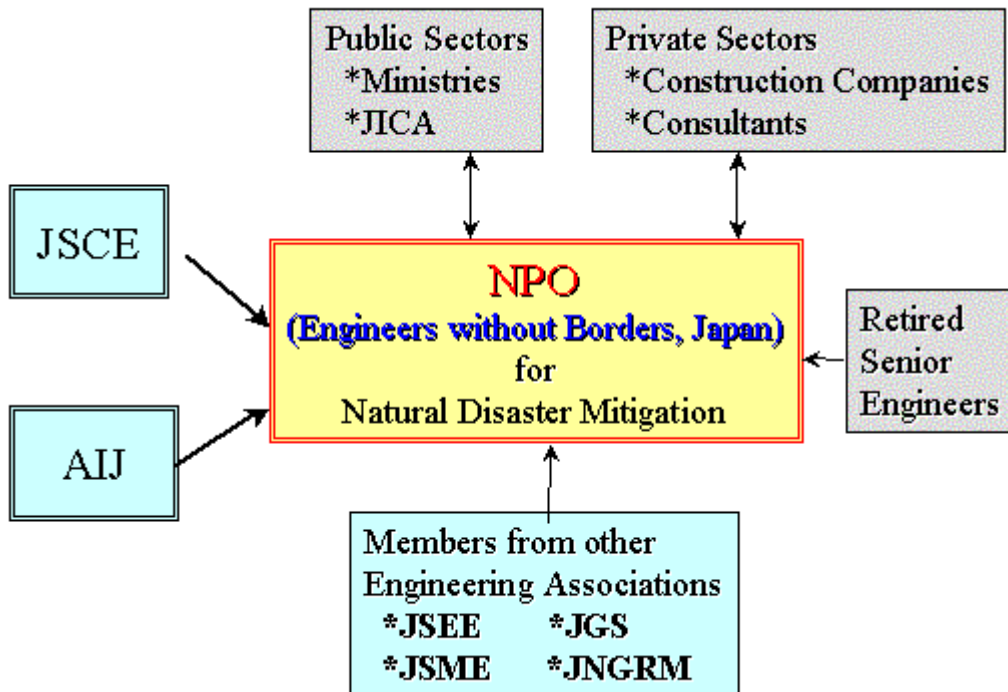 Public Sectors
*Ministries
*JICA
Private Sectors
*Construction Companies
*Consultants
JSCE
NPO
(Engineers without Borders, Japan)
for
Natural Disaster Mitigation
Retired
Senior
Engineers
AIJ
Members from other
Engineering Associations
*JSEE *JGS
*JSME *JNGRM